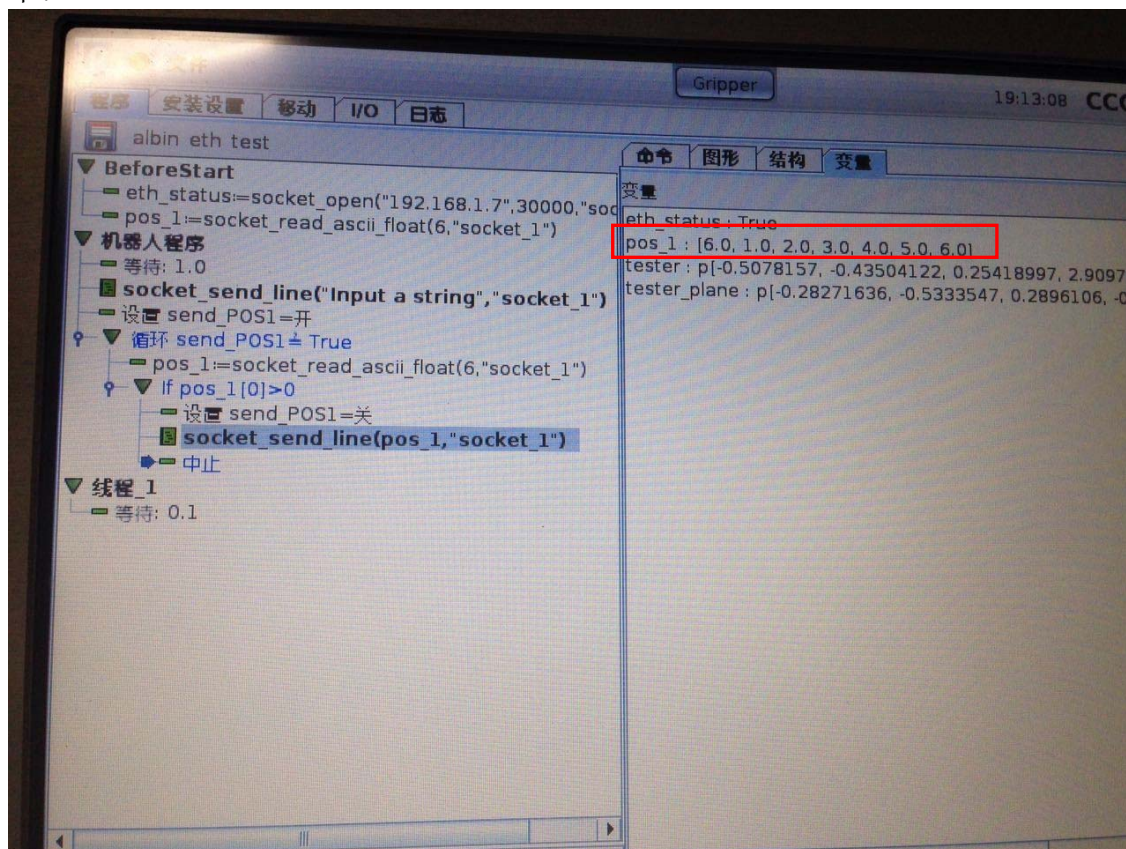 文件
Gripper
19:13:08 CCC
程序 安装设置 移动 I/O 日志
albin eth test
BeforeStart
eth_status:=socket_open("192.168.1.7",30000,"soc
pos_1:=socket_read_ascii_float(6,"socket_1")
机器人程序
等待: 1.0
socket_send_line("Input a string","socket_1")
设置 send_POS1=开
循环 send_POS1≟ True
pos_1:=socket_read_ascii_float(6,"socket_1")
If pos_1[0]>0
设置 send_POS1=关
socket_send_line(pos_1,"socket_1")
中止
线程_1
等待: 0.1
命令 图形 结构 变量
变量
eth_status : True
pos_1 : [6.0, 1.0, 2.0, 3.0, 4.0, 5.0, 6.0]
tester : p[-0.5078157, -0.43504122, 0.25418997, 2.9097
tester_plane : p[-0.28271636, -0.5333547, 0.2896106, -0